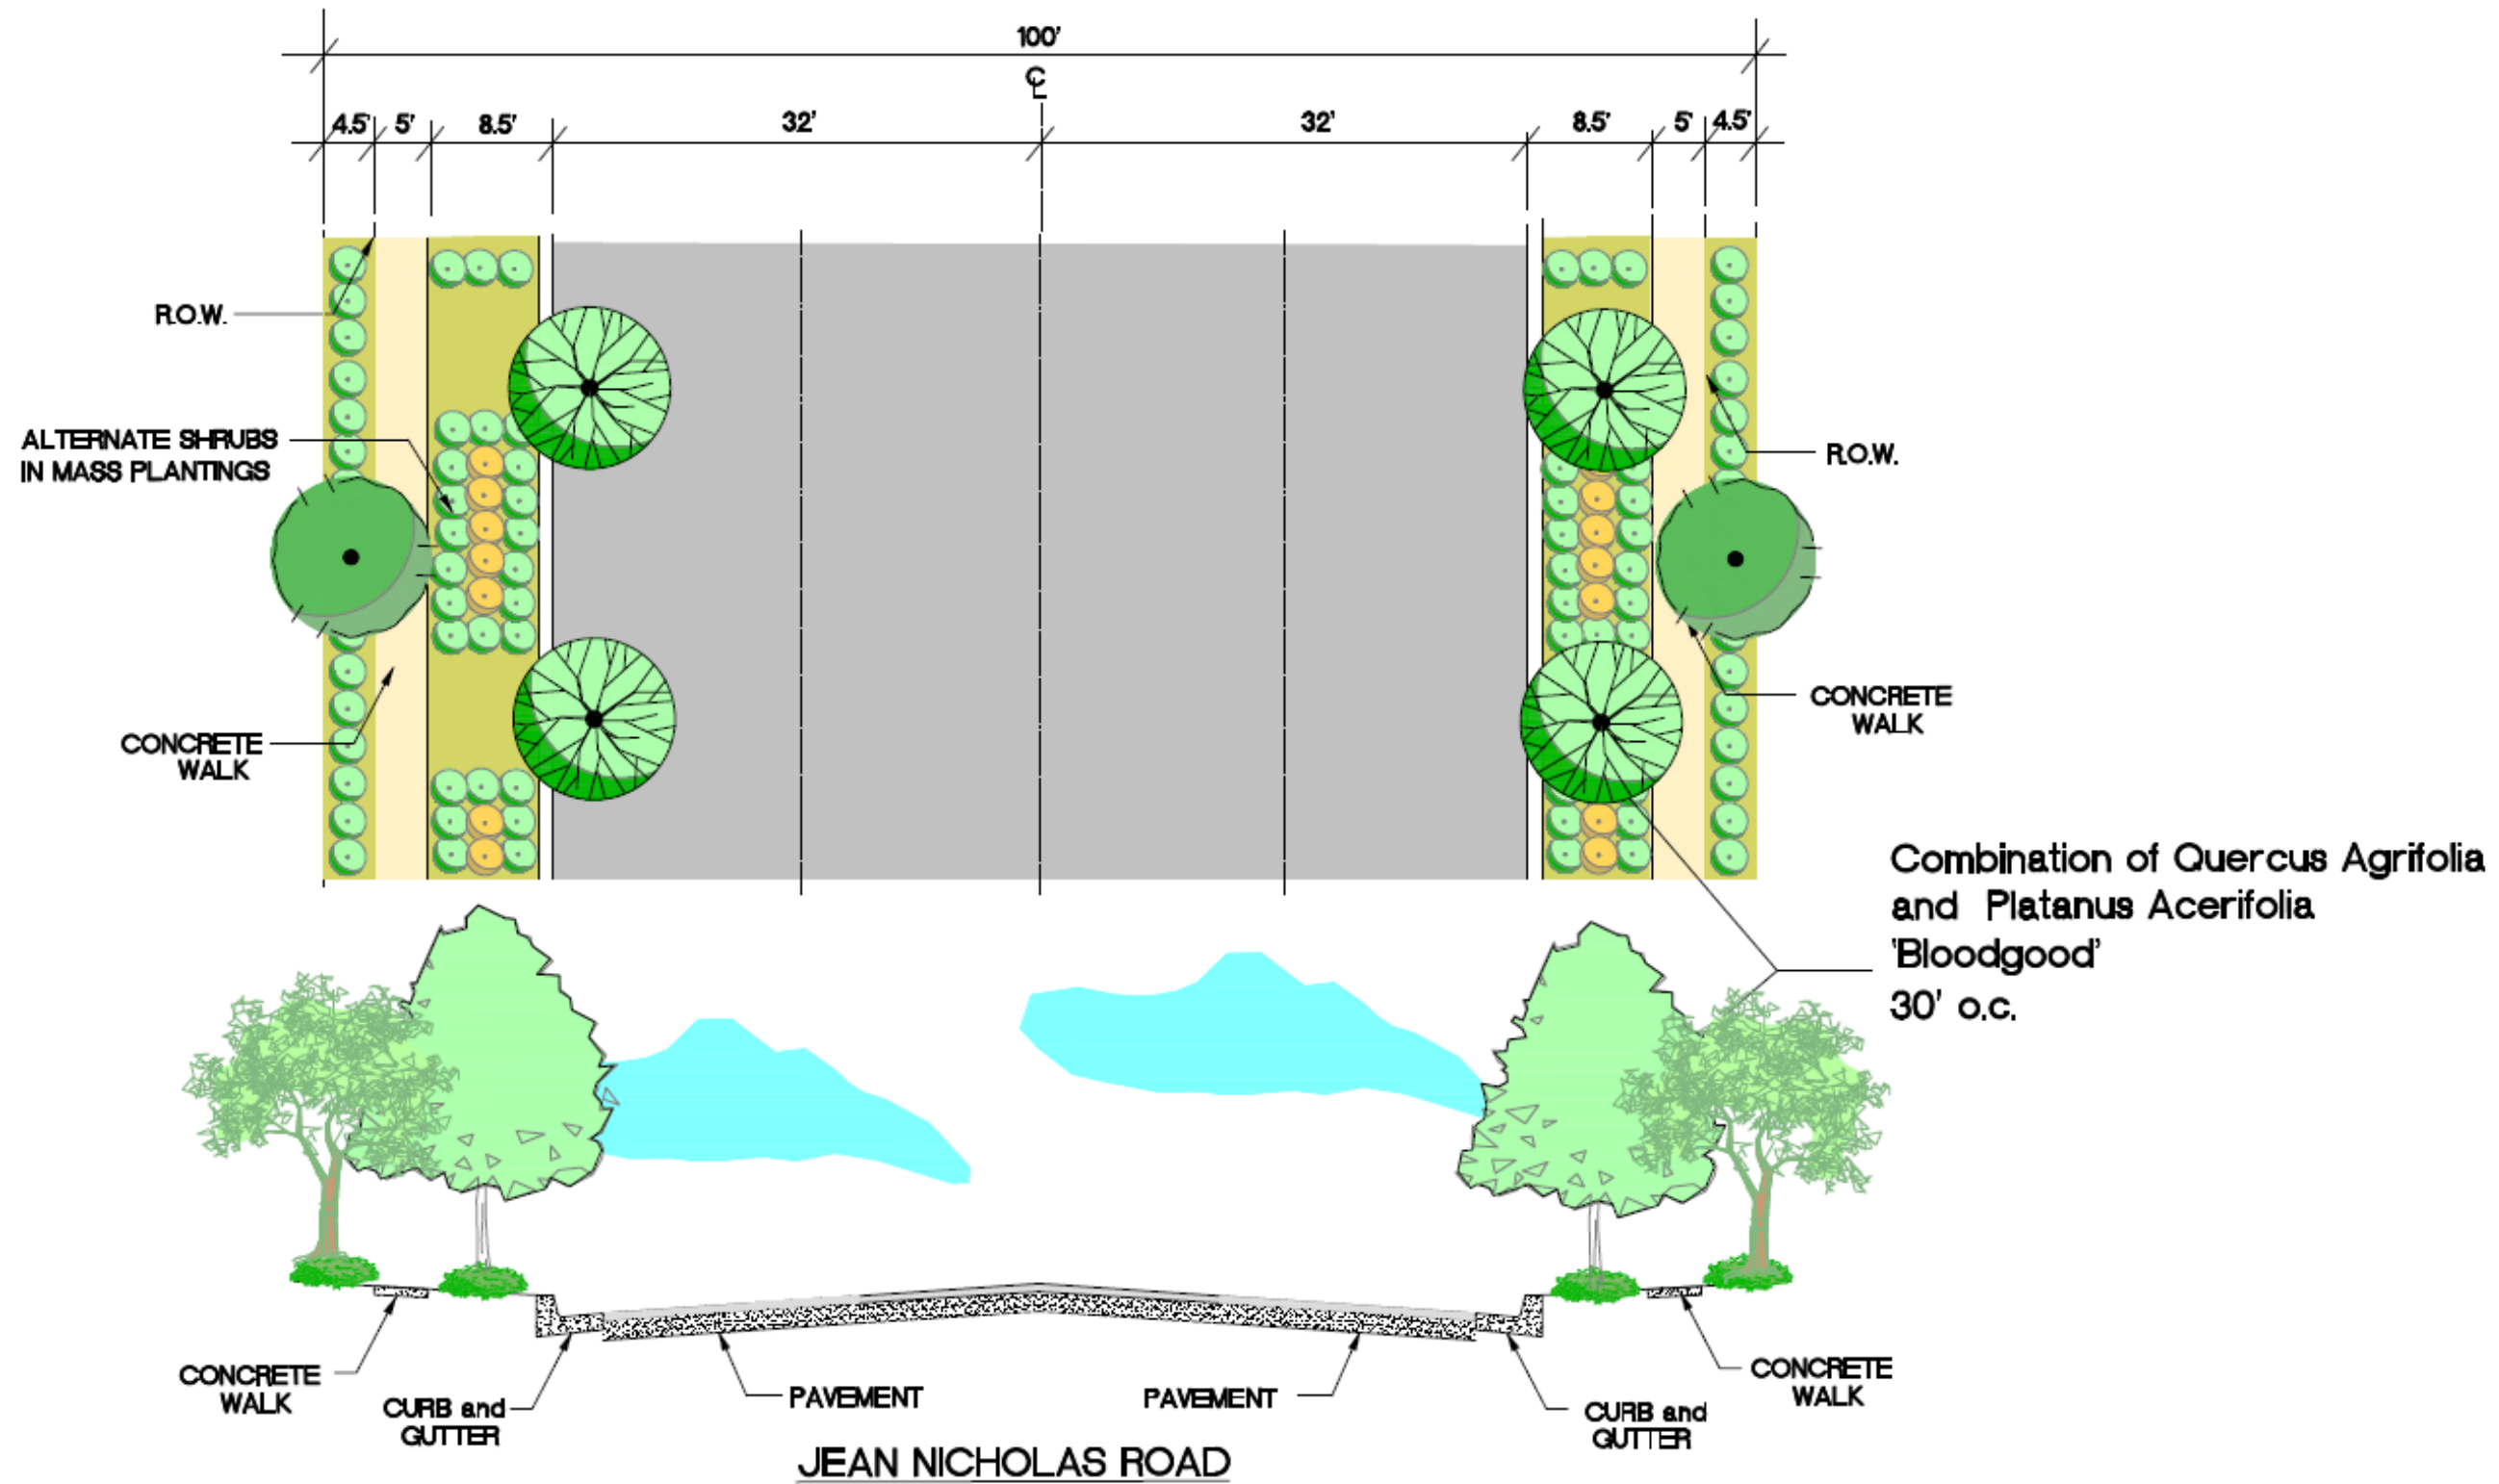 100'
℄
4.5' 5' 8.5' 32' 32' 8.5' 5' 4.5'
R.O.W.
ALTERNATE SHRUBS
IN MASS PLANTINGS
R.O.W.
CONCRETE
WALK
CONCRETE
WALK
Combination of Quercus Agrifolia
and Platanus Acerifolia
'Bloodgood'
30' o.c.
CONCRETE
WALK
CURB and
GUTTER
PAVEMENT
PAVEMENT
CURB and
GUTTER
CONCRETE
WALK
JEAN NICHOLAS ROAD